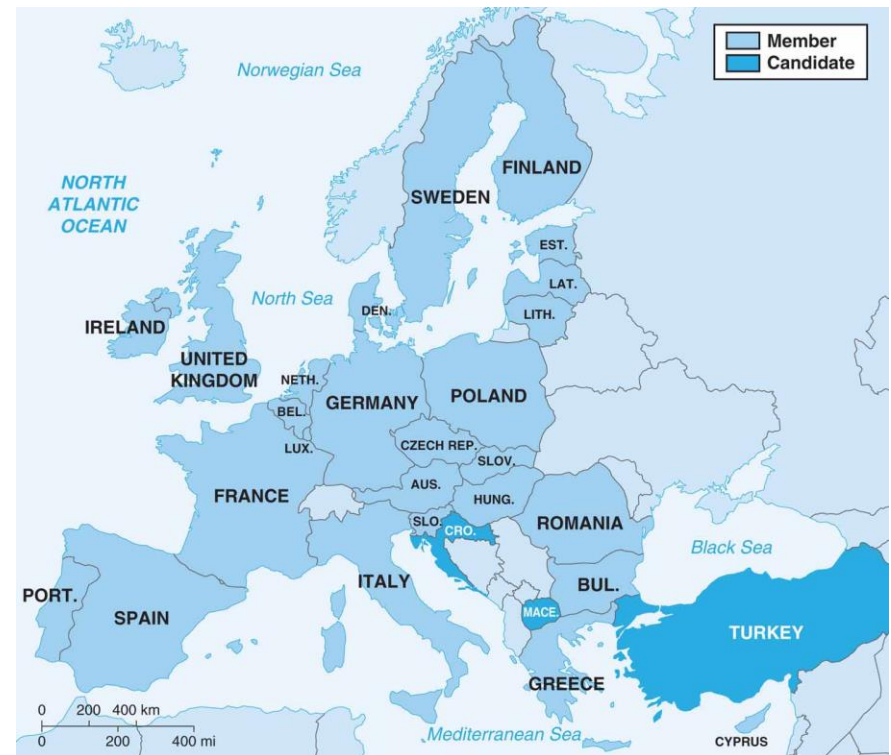 Member
Candidate
Norwegian Sea
NORTH
ATLANTIC
OCEAN
FINLAND
SWEDEN
EST.
LAT.
LITH.
North Sea
DEN.
IRELAND
UNITED
KINGDOM
NETH.
BEL.
LUX.
GERMANY
POLAND
CZECH REP.
SLOV.
AUS.
HUNG.
FRANCE
SLO.
CRO.
ROMANIA
Black Sea
ITALY
BUL.
MACE.
PORT.
SPAIN
TURKEY
GREECE
Mediterranean Sea
CYPRUS
0 200 400 km
0 200 400 mi